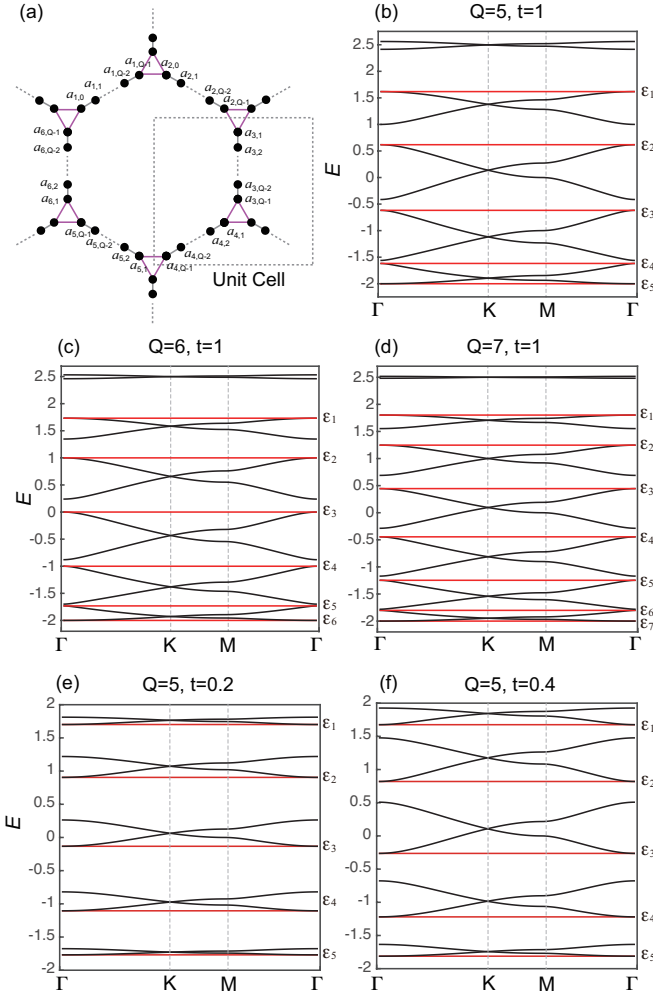 (a)
a1,Q-1
a2,0
a1,1
a2,1
a1,0
a2,Q-2
a2,Q-1
a6,Q-1
a3,1
a6,Q-2
a3,2
a6,2
a3,Q-2
a6,1
a3,Q-1
a5,Q-1
a4,1
a5,Q-2
a4,2
a5,2
a4,Q-2
a5,1
a4,Q-1
Unit Cell
(b) Q=5, t=1
2.5
2
1.5
1
0.5
0
-0.5
-1
-1.5
-2
E
ε1
ε2
ε3
ε4
ε5
Γ K M Γ
(c) Q=6, t=1
2.5
2
1.5
1
0.5
0
-0.5
-1
-1.5
-2
E
ε1
ε2
ε3
ε4
ε5
ε6
Γ K M Γ
(d) Q=7, t=1
2.5
2
1.5
1
0.5
0
-0.5
-1
-1.5
-2
ε1
ε2
ε3
ε4
ε5
ε6
ε7
Γ K M Γ
(e) Q=5, t=0.2
2
1.5
1
0.5
0
-0.5
-1
-1.5
-2
E
ε1
ε2
ε3
ε4
ε5
Γ K M Γ
(f) Q=5, t=0.4
2
1.5
1
0.5
0
-0.5
-1
-1.5
-2
ε1
ε2
ε3
ε4
ε5
Γ K M Γ